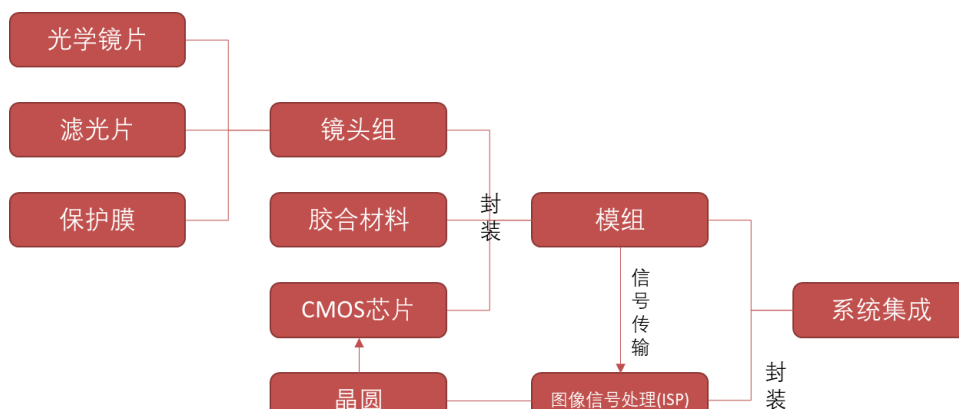 光学镜片
滤光片
保护膜
镜头组
胶合材料
CMOS芯片
晶圆
封装
模组
信号传输
图像信号处理(ISP)
封装
系统集成